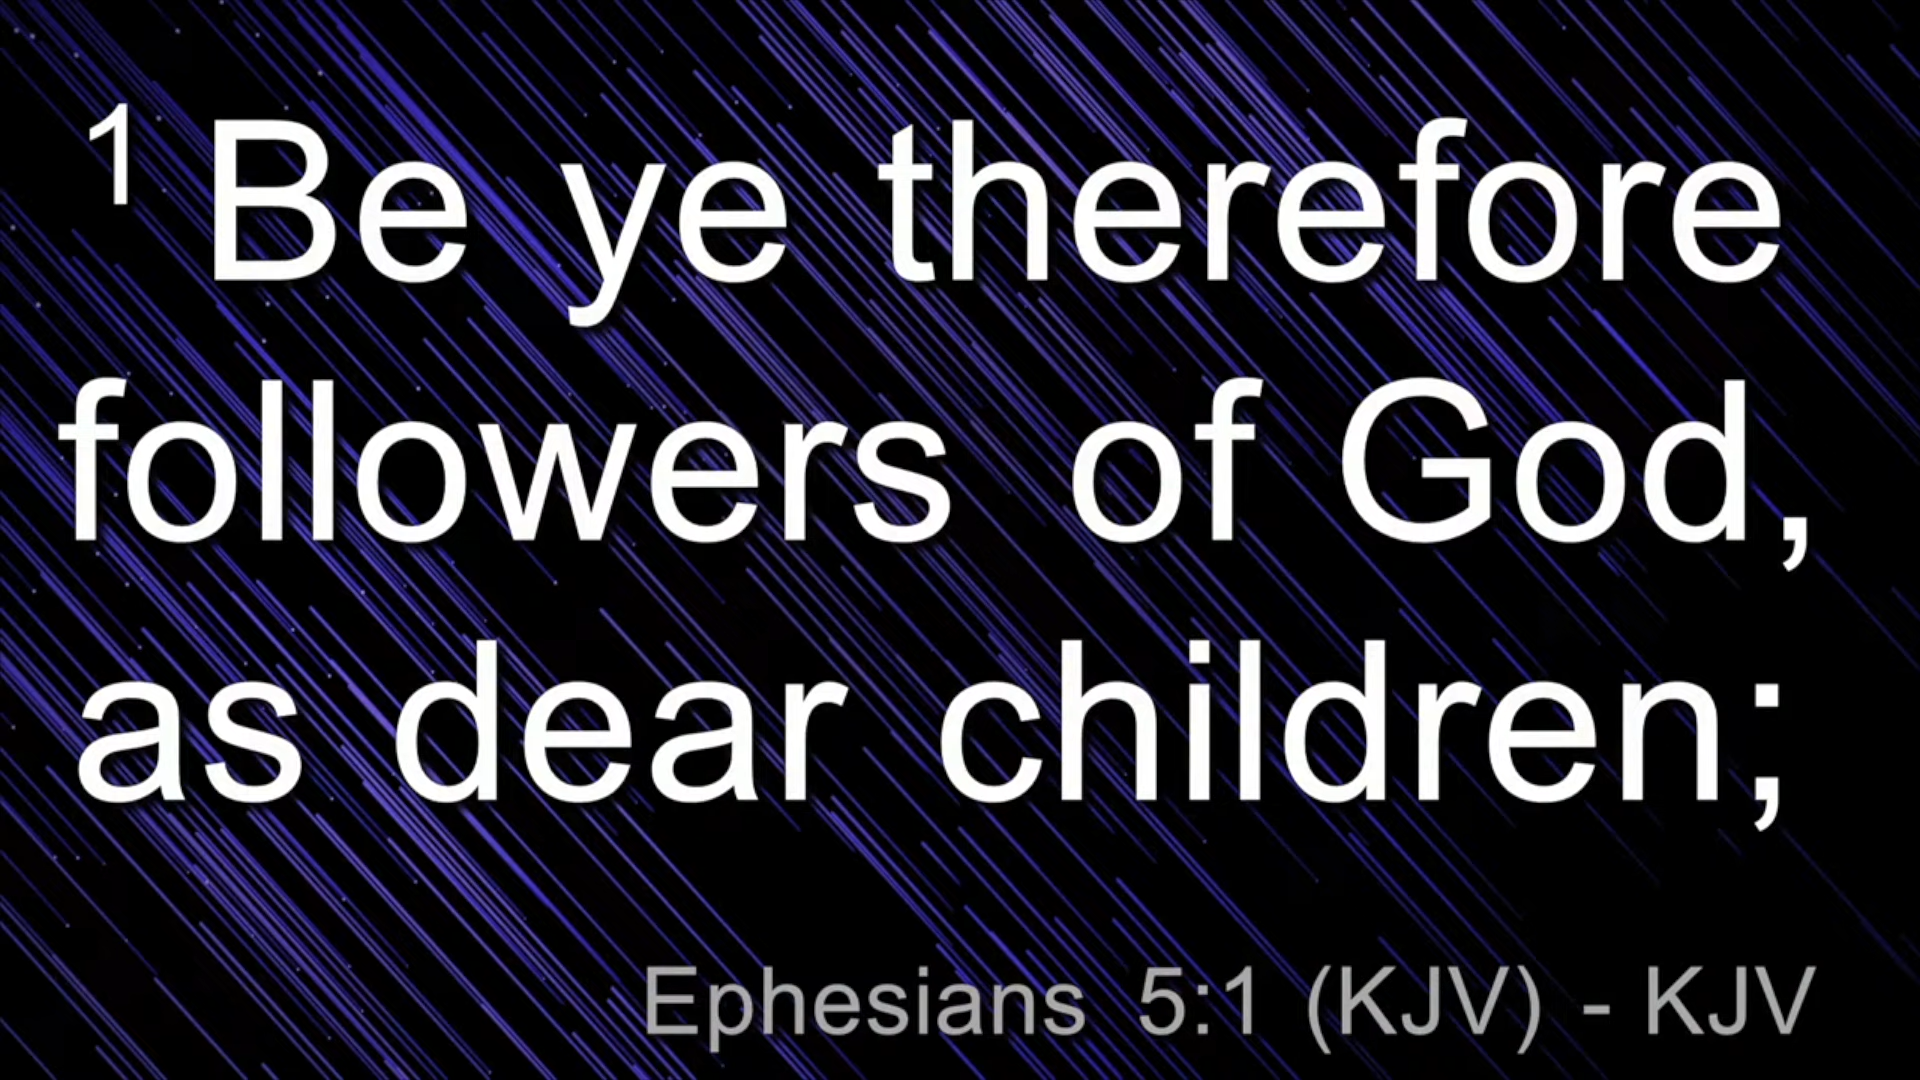 1 Be ye therefore
followers of God,
as dear children;
Ephesians 5:1 (KJV) - KJV